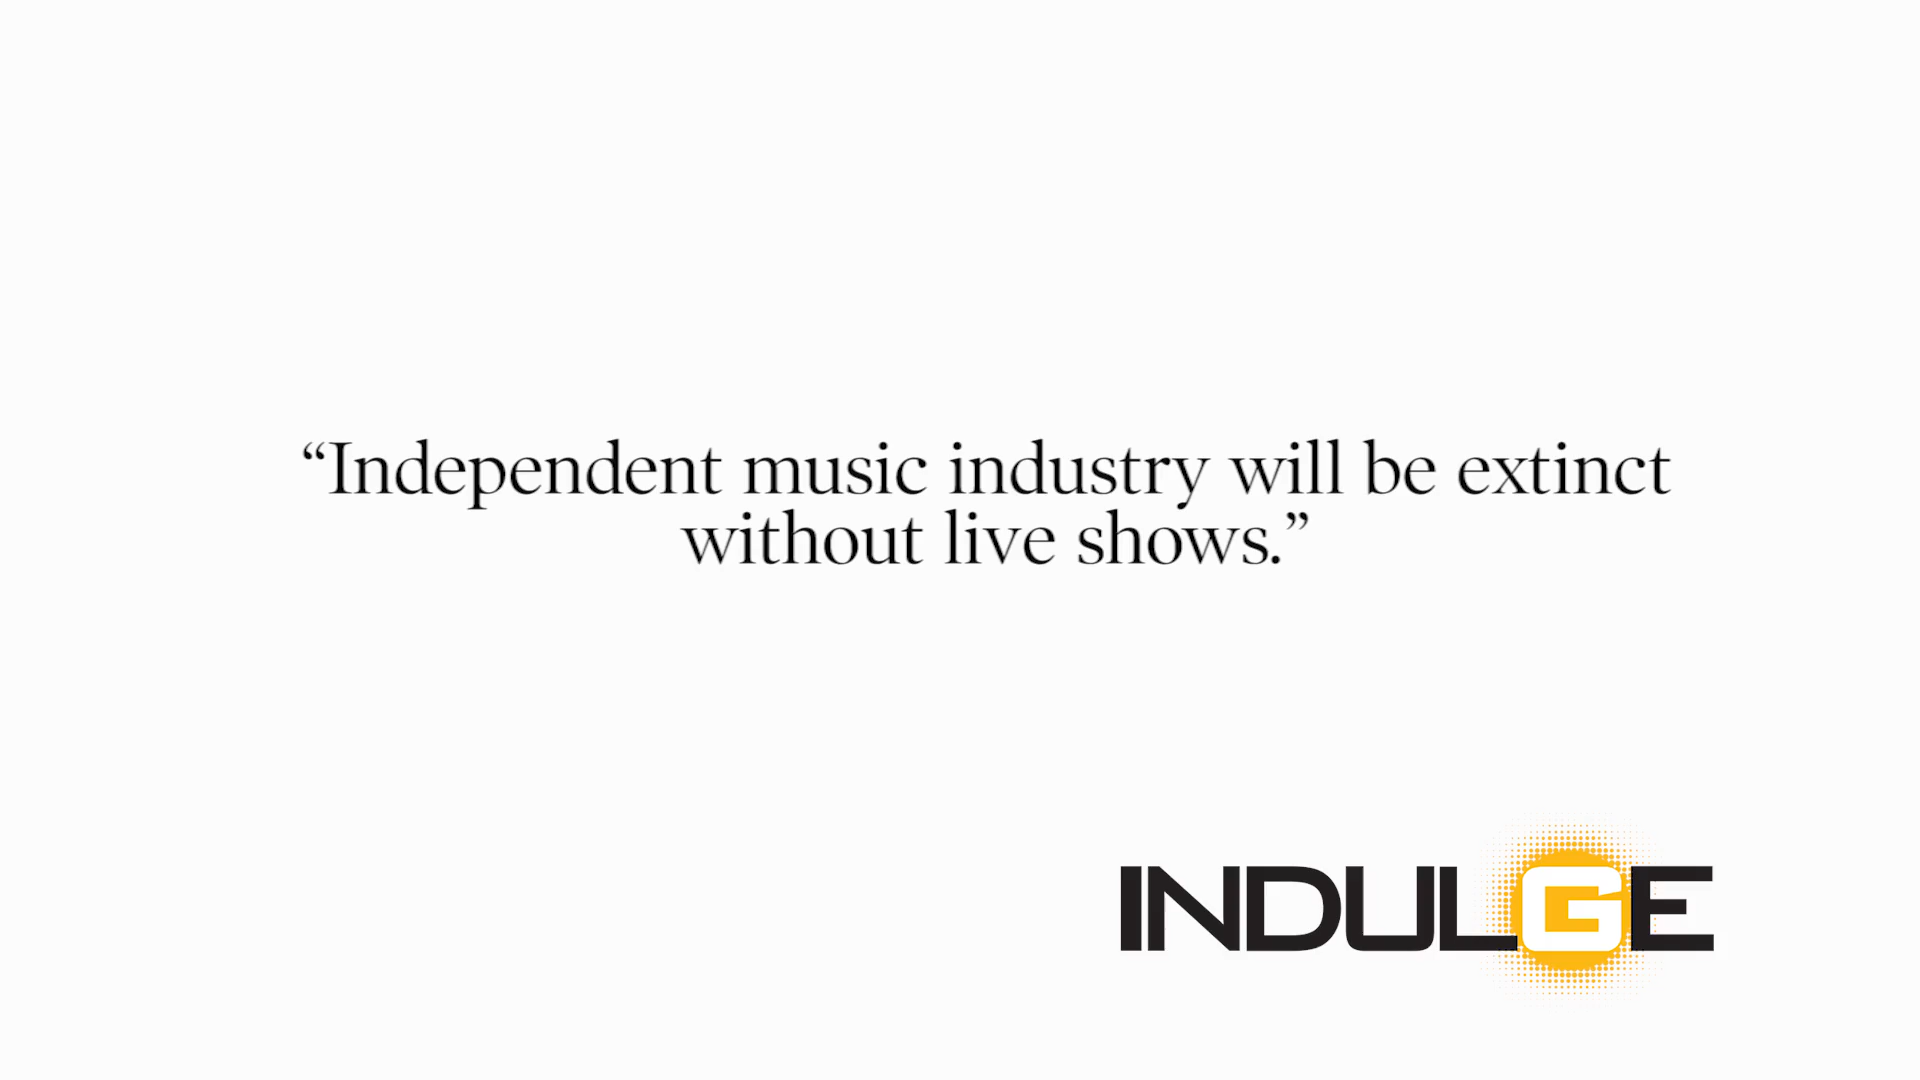 “Independent music industry will be extinct
without live shows.”
INDULGE